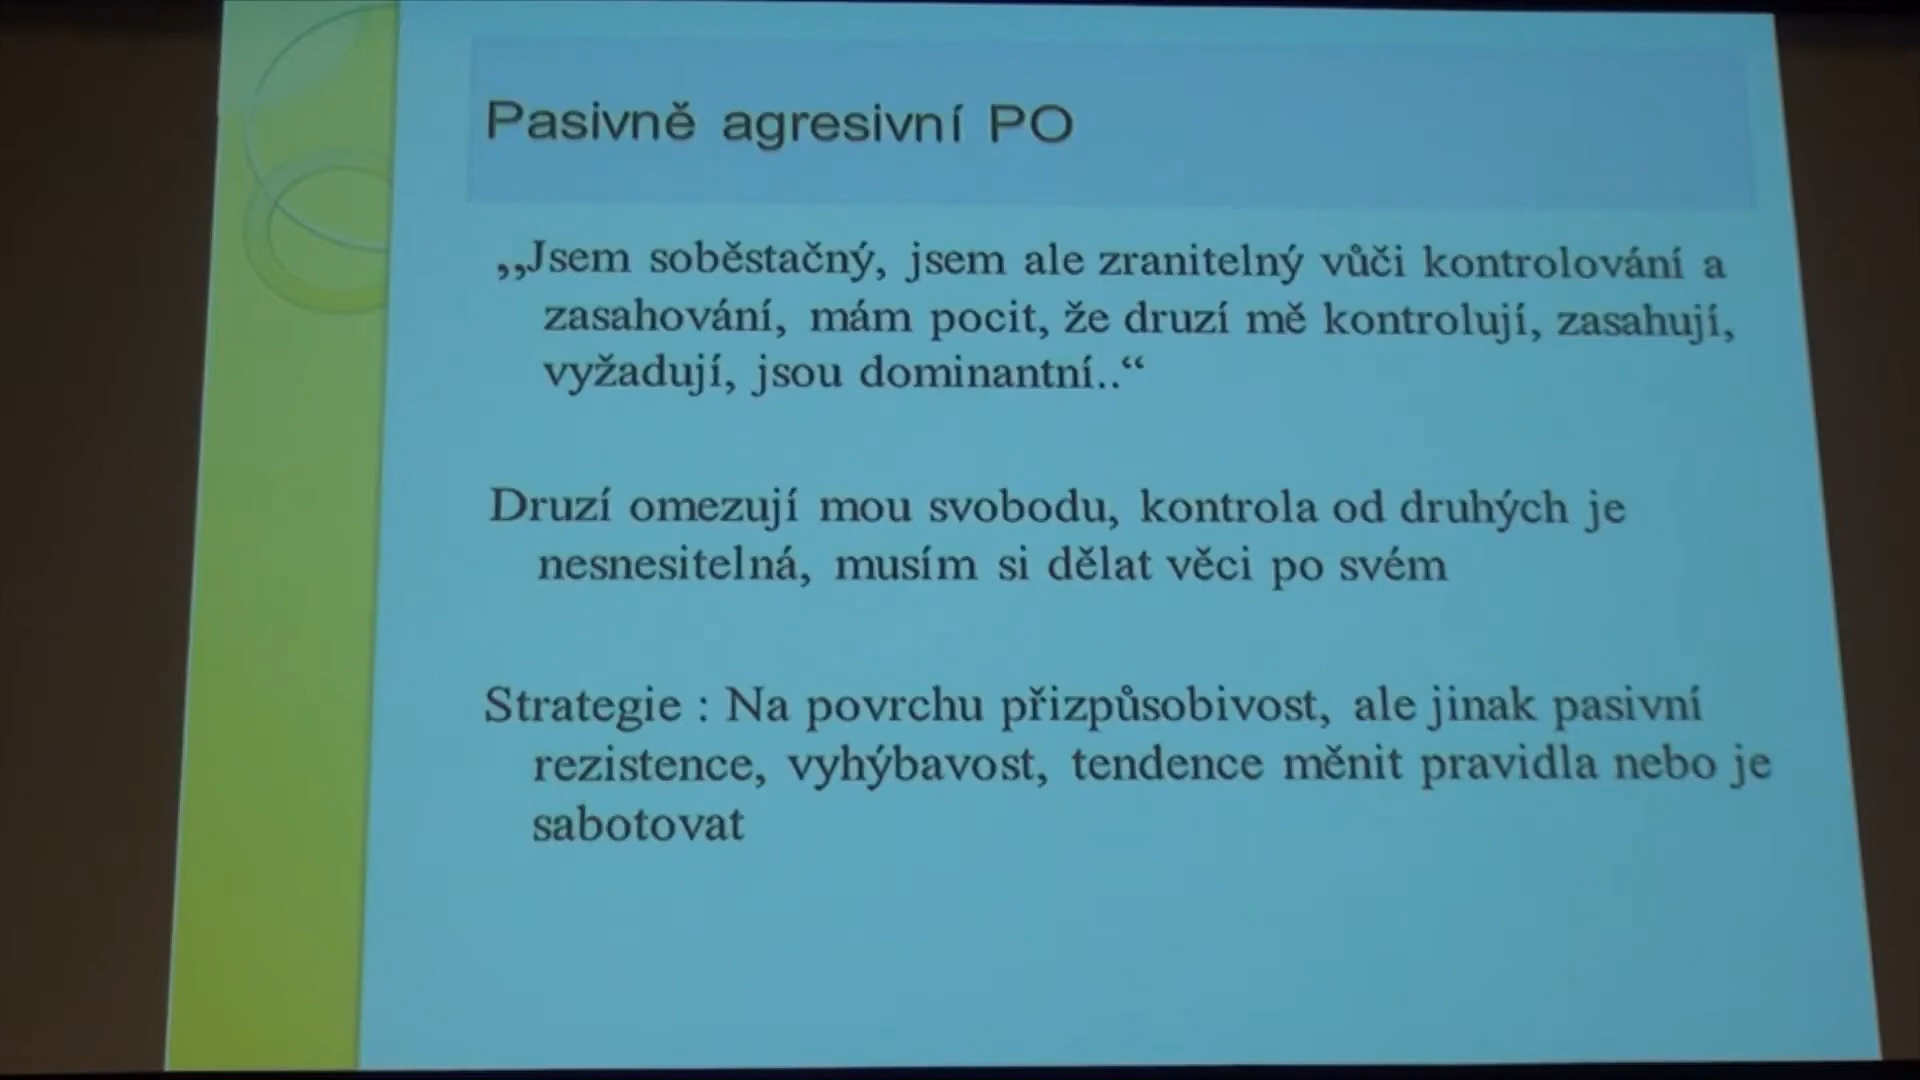 Pasivně agresivní PO
,,Jsem soběstačný, jsem ale zranitelný vůči kontrolování a
zasahování, mám pocit, že druzí mě kontrolují, zasahují,
vyžadují, jsou dominantní..“
Druzí omezují mou svobodu, kontrola od druhých je
nesnesitelná, musím si dělat věci po svém
Strategie : Na povrchu přizpůsobivost, ale jinak pasivní
rezistence, vyhýbavost, tendence měnit pravidla nebo je
sabotovat